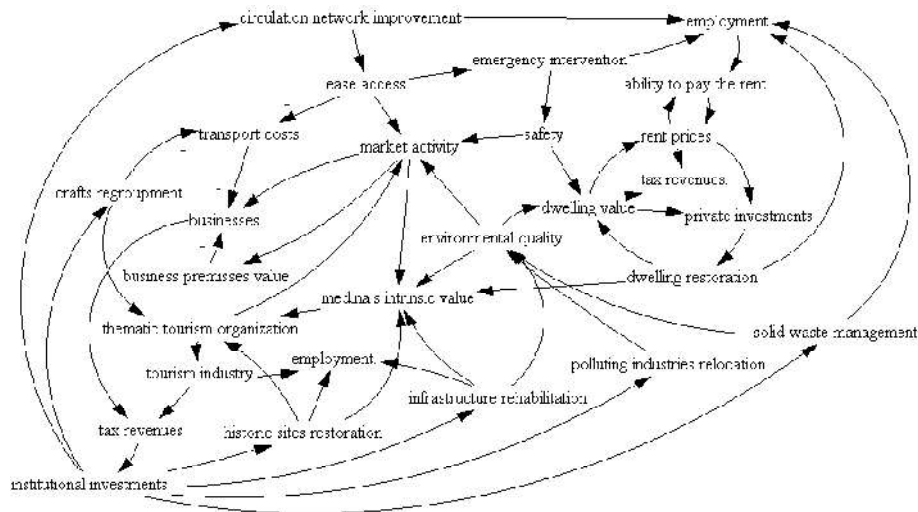 circulation network improvement
employment
emergency intervention
ease access
ability to pay the rent
transport costs
market activity
safety
rent prices
crafts regroupment
tax revenues
businesses
dwelling value
private investments
environmental quality
business premisses value
dwelling restoration
medina's intrinsic value
thematic tourism organization
solid waste management
employment
tourism industry
polluting industries relocation
infrastructure rehabilitation
tax revenues
historic sites restoration
institutional investments